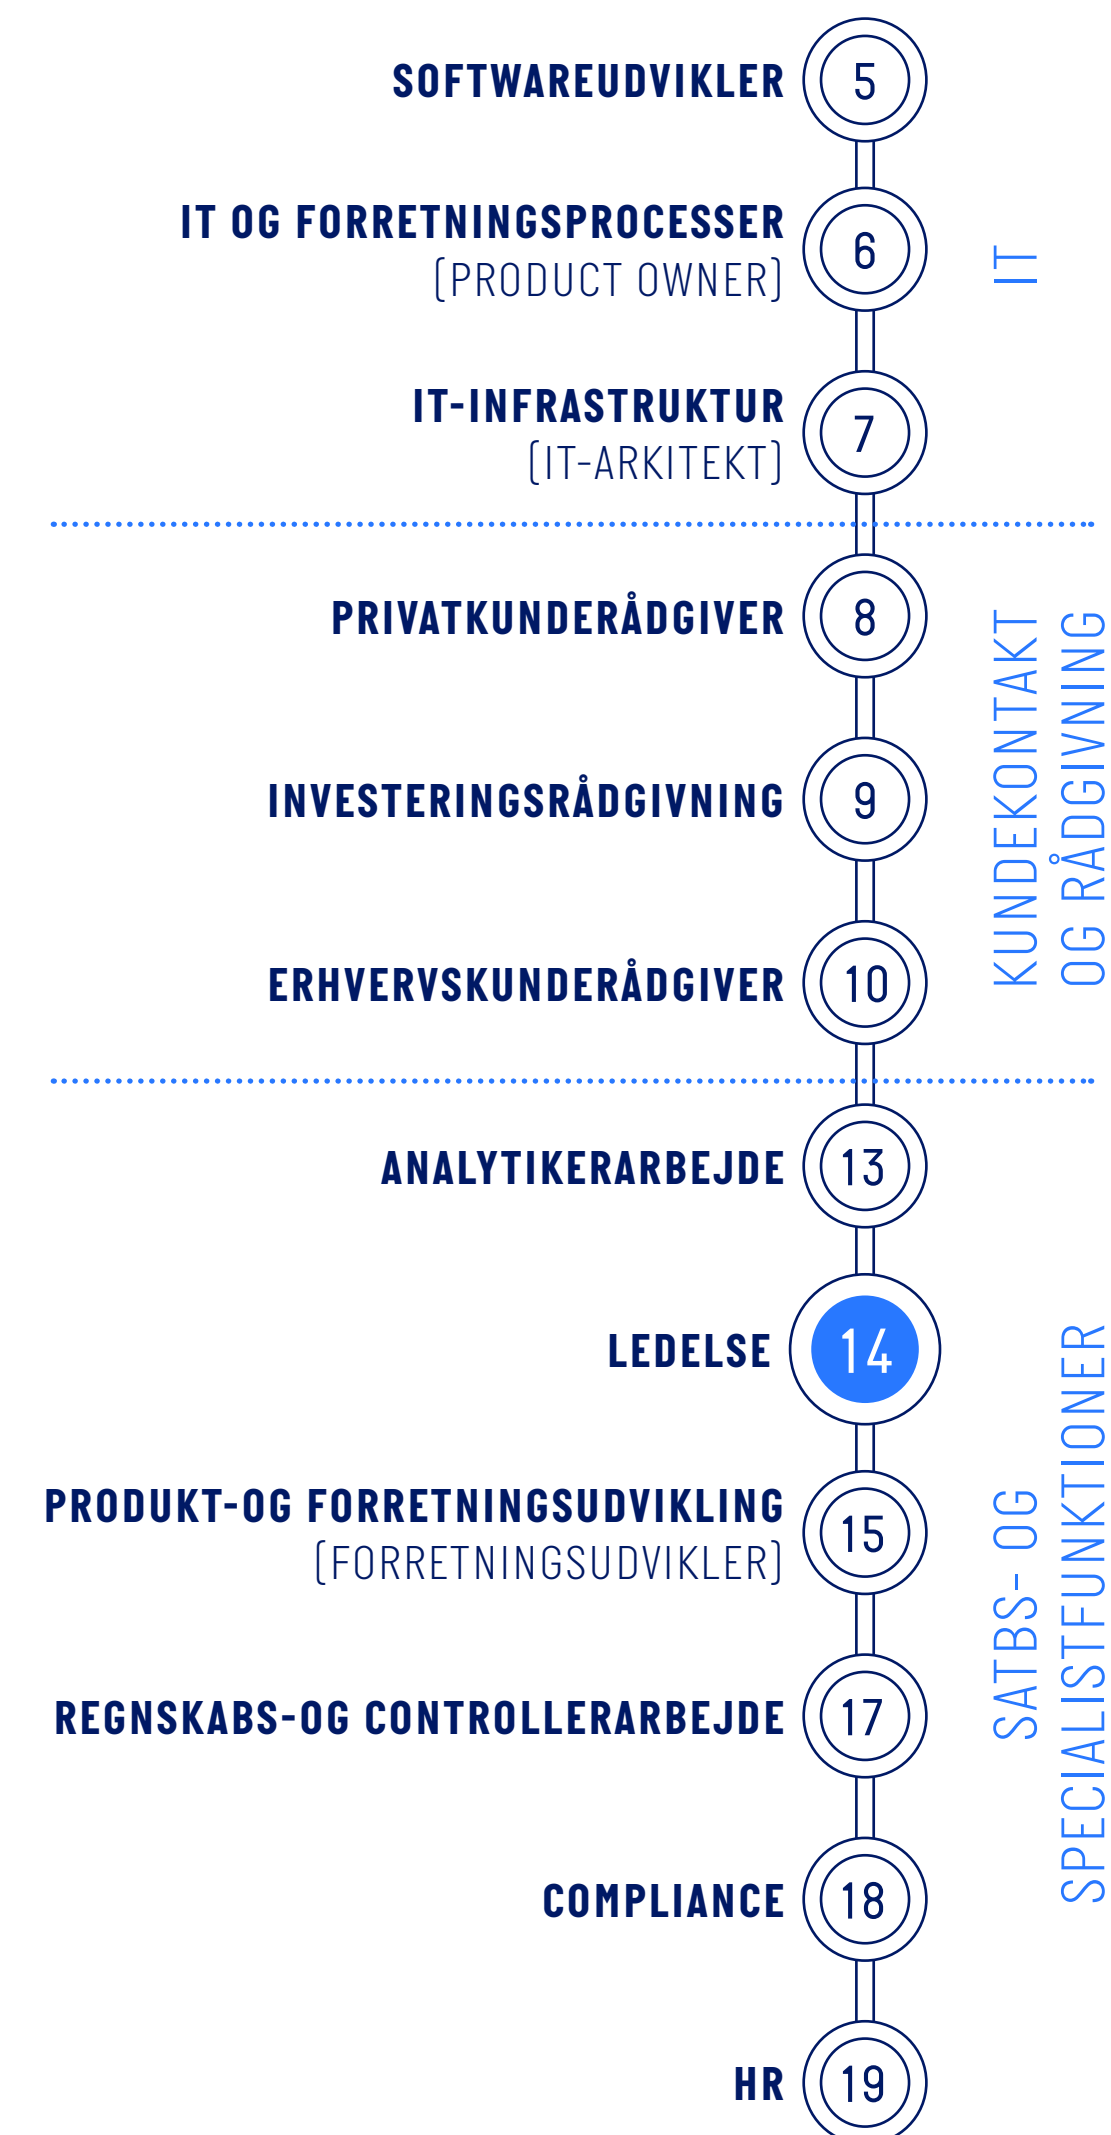 SOFTWAREUDVIKLER 5
IT OG FORRETNINGSPROCESSER
(PRODUCT OWNER) 6
IT-INFRASTRUKTUR
(IT-ARKITEKT) 7
IT
PRIVATKUNDERÅDGIVER 8
INVESTERINGSRÅDGIVNING 9
ERHVERVSKUNDERÅDGIVER 10
KUNDEKONTAKT
OG RÅDGIVNING
ANALYTIKERARBEJDE 13
LEDELSE 14
PRODUKT-OG FORRETNINGSUDVIKLING
(FORRETNINGSUDVIKLER) 15
REGNSKABS-OG CONTROLLERARBEJDE 17
COMPLIANCE 18
HR 19
SATBS- OG
SPECIALISTFUNKTIONER